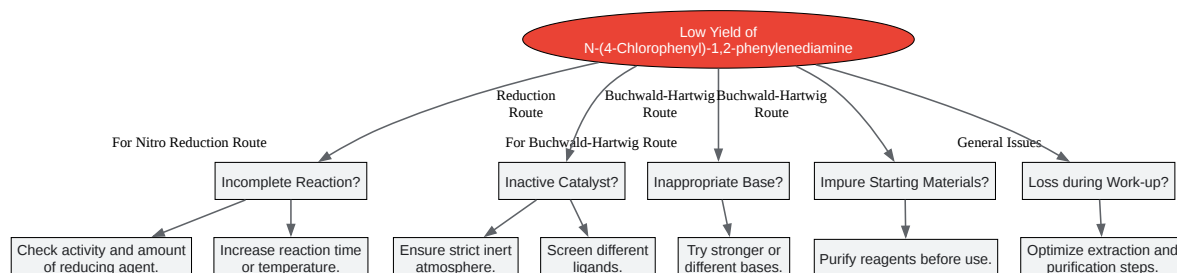 Low Yield of
N-(4-Chlorophenyl)-1,2-phenylenediamine
Reduction
Route
Buchwald-Hartwig
Route
Buchwald-Hartwig
Route
For Nitro Reduction Route
For Buchwald-Hartwig Route
General Issues
Incomplete Reaction?
Inactive Catalyst?
Inappropriate Base?
Impure Starting Materials?
Loss during Work-up?
Check activity and amount
of reducing agent.
Increase reaction time
or temperature.
Ensure strict inert
atmosphere.
Screen different
ligands.
Try stronger or
different bases.
Purify reagents before use.
Optimize extraction and
purification steps.